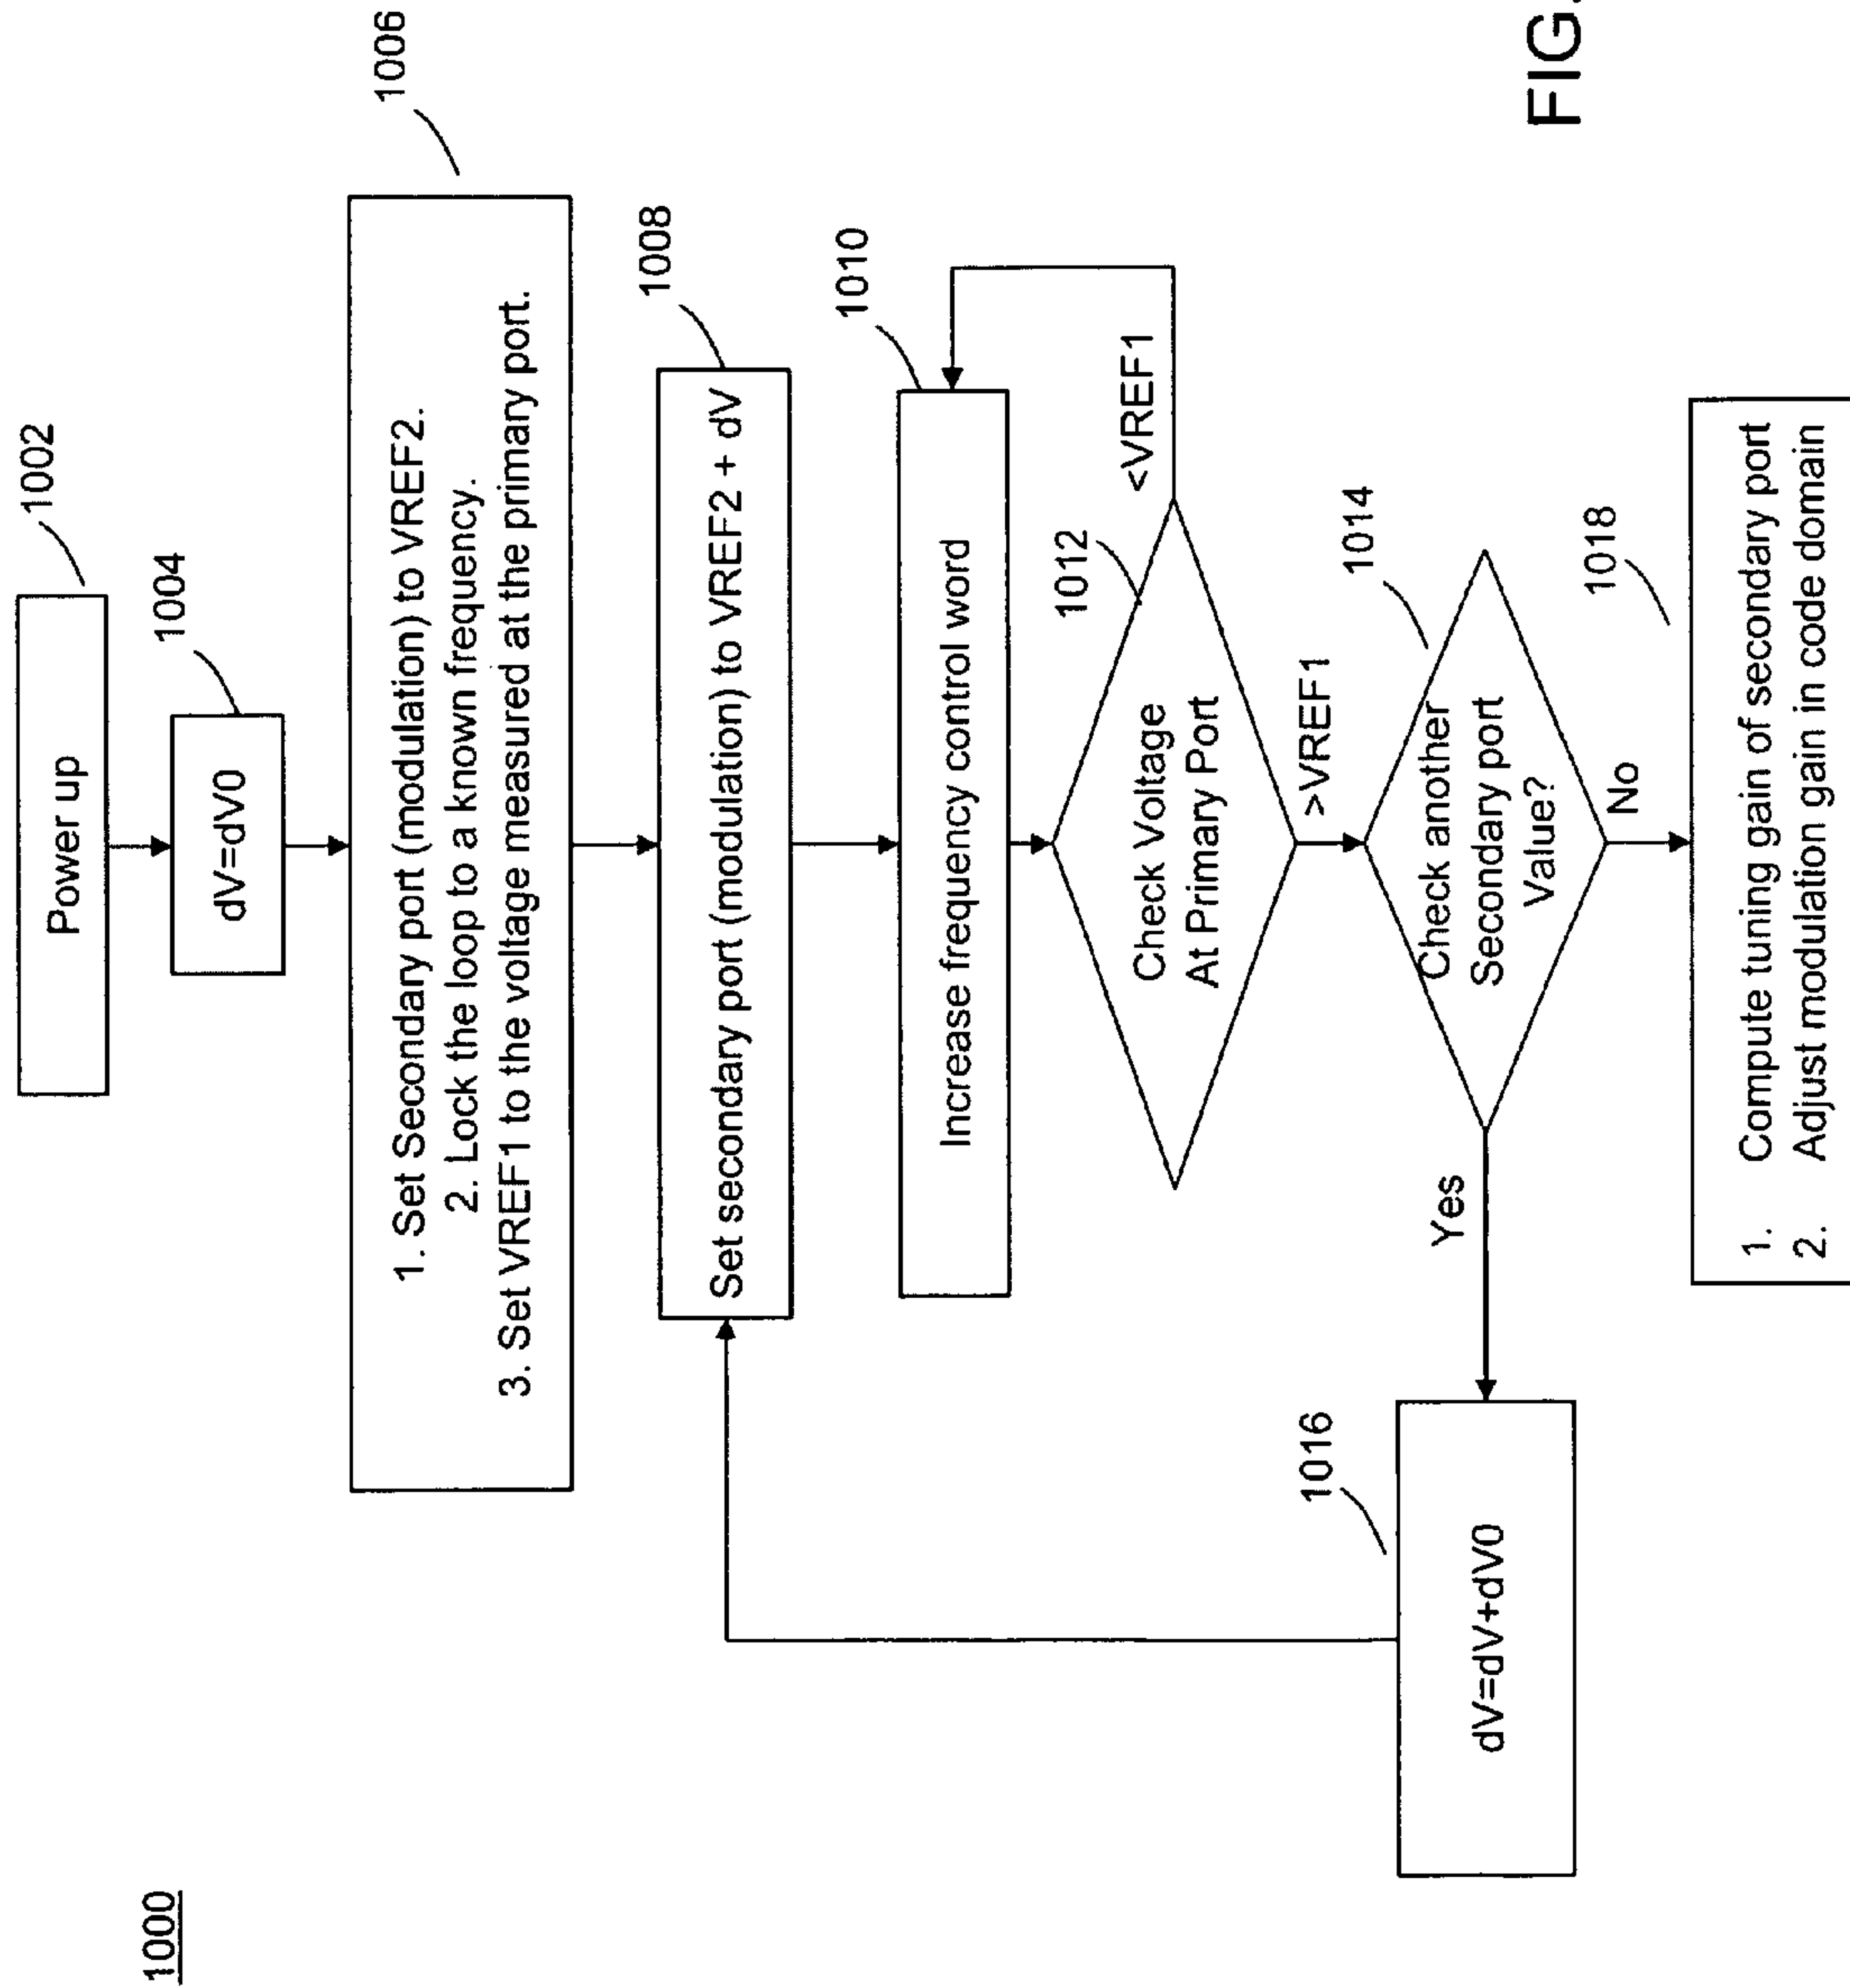 1000
Power up
1002
dV=dV0
1004
1. Set Secondary port (modulation) to VREF2.
2. Lock the loop to a known frequency.
3. Set VREF1 to the voltage measured at the primary port.
1006
Set secondary port (modulation) to VREF2 + dV
1008
Increase frequency control word
1010
Check Voltage
At Primary Port
1012
<VREF1
>VREF1
Check another
Secondary port
Value?
1014
Yes
No
dV=dV+dV0
1016
1. Compute tuning gain of secondary port
2. Adjust modulation gain in code domain
1018
FIG.